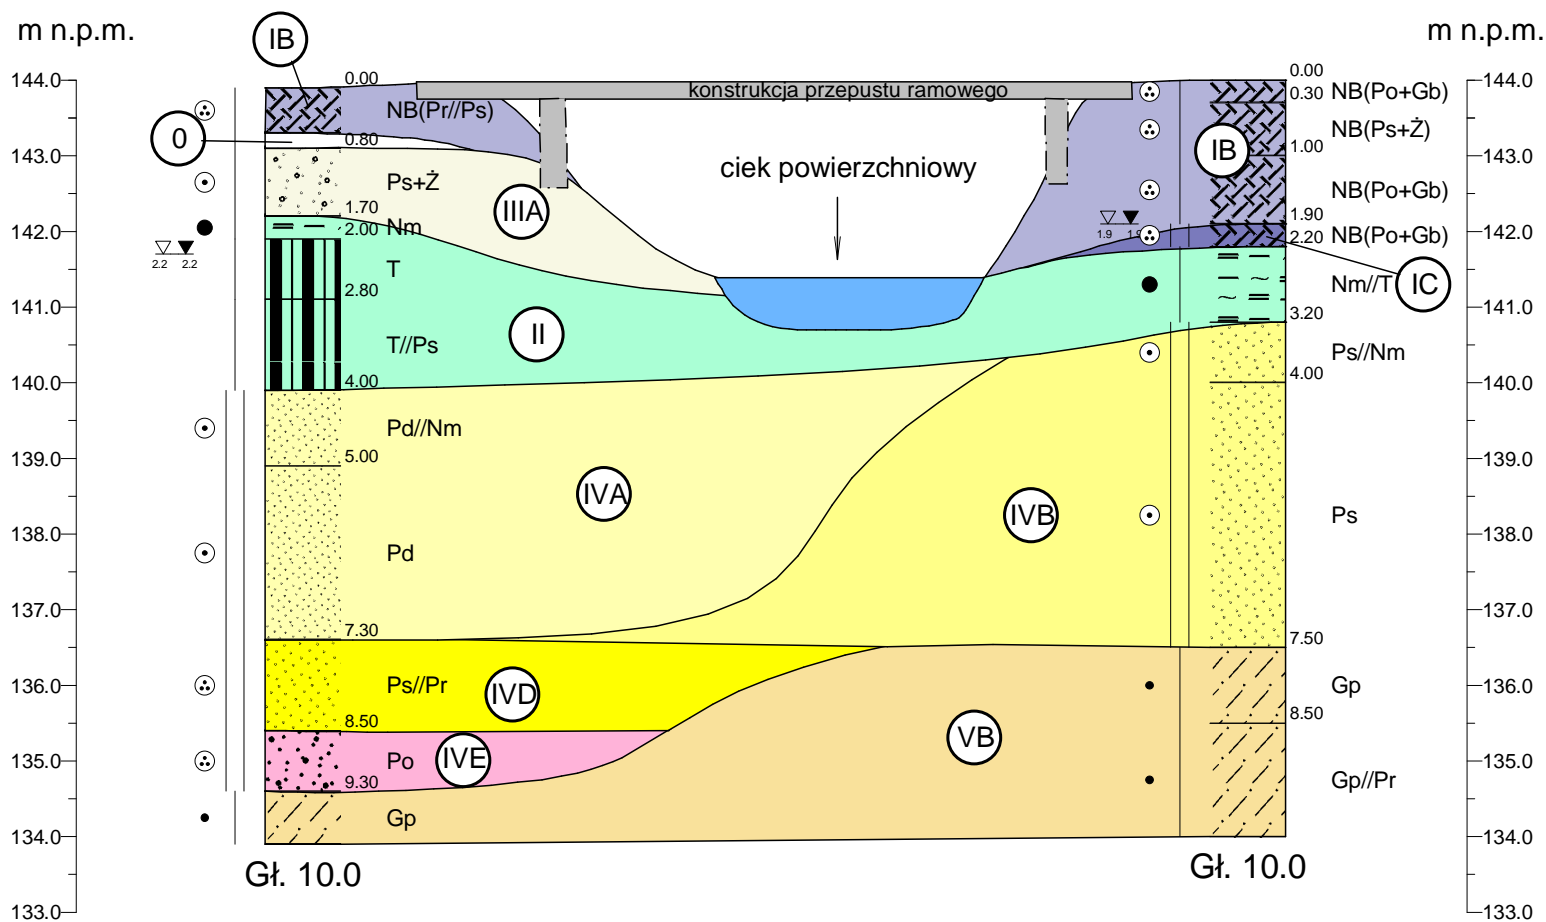 m n.p.m.
m n.p.m.
IB
144.0
0.00
konstrukcja przepustu ramowego
0.00
144.0
NB(Pr//Ps)
0.30
NB(Po+Gb)
0
0.80
NB(Ps+Ż)
IB
1.00
143.0
ciek powierzchniowy
143.0
Ps+Ż
NB(Po+Gb)
IIIA
1.70
1.90
Nm
2.00
142.0
1.9
NB(Po+Gb)
2.20
142.0
2.2 2.2
T
IC
Nm//T
2.80
141.0
3.20
141.0
II
T//Ps
Ps//Nm
4.00
4.00
140.0
140.0
Pd//Nm
5.00
139.0
139.0
IVA
IVB
Ps
138.0
138.0
Pd
137.0
137.0
7.30
7.50
136.0
Ps//Pr
IVD
Gp
136.0
8.50
8.50
VB
135.0
Po
IVE
135.0
9.30
Gp//Pr
Gp
134.0
134.0
Gł. 10.0
Gł. 10.0
133.0
133.0